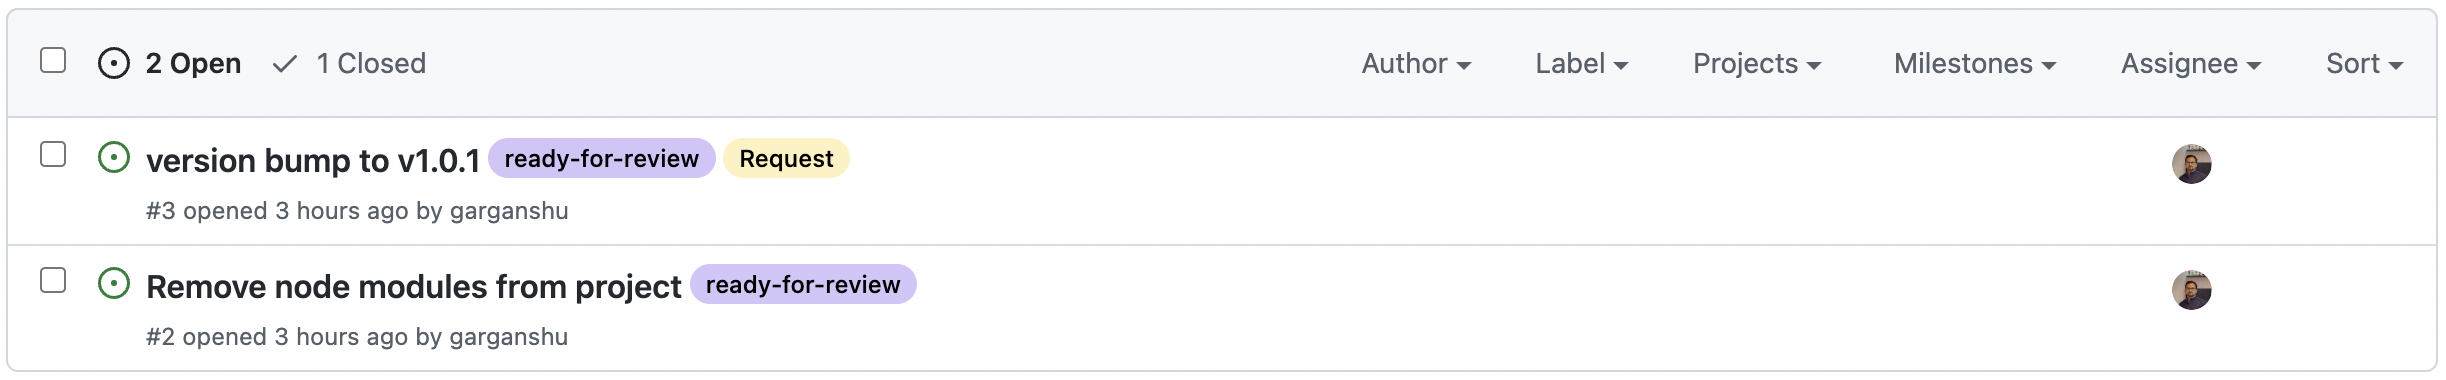 2 Open 1 Closed Author Label Projects Milestones Assignee Sort
version bump to v1.0.1 ready-for-review Request
#3 opened 3 hours ago by garganshu
Remove node modules from project ready-for-review
#2 opened 3 hours ago by garganshu